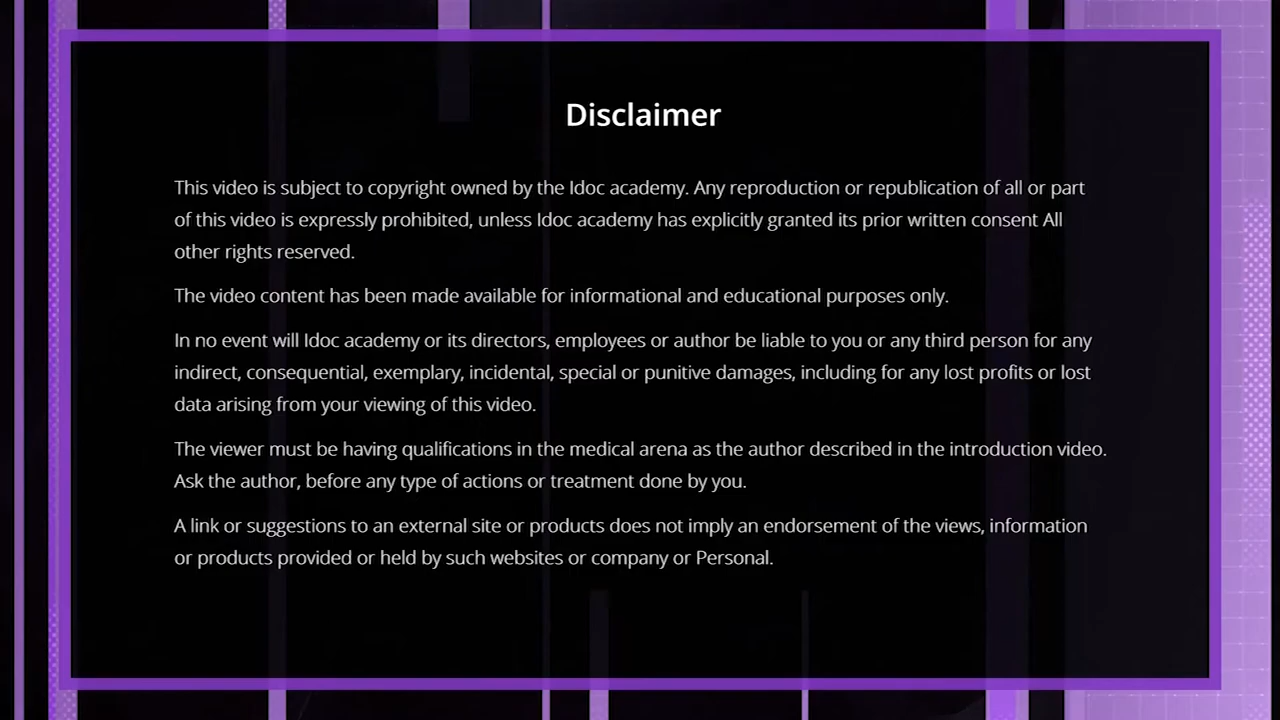 Disclaimer
This video is subject to copyright owned by the Idoc academy. Any reproduction or republication of all or part
of this video is expressly prohibited, unless Idoc academy has explicitly granted its prior written consent All
other rights reserved.
The video content has been made available for informational and educational purposes only.
In no event will Idoc academy or its directors, employees or author be liable to you or any third person for any
indirect, consequential, exemplary, incidental, special or punitive damages, including for any lost profits or lost
data arising from your viewing of this video.
The viewer must be having qualifications in the medical arena as the author described in the introduction video.
Ask the author, before any type of actions or treatment done by you.
A link or suggestions to an external site or products does not imply an endorsement of the views, information
or products provided or held by such websites or company or Personal.